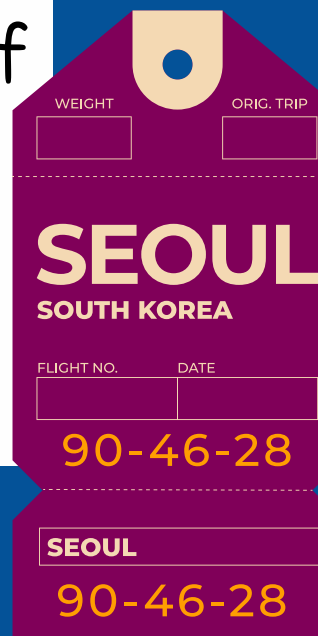 f
WEIGHT ORIG. TRIP
SEOUL
SOUTH KOREA
FLIGHT NO. DATE
90-46-28
SEOUL
90-46-28